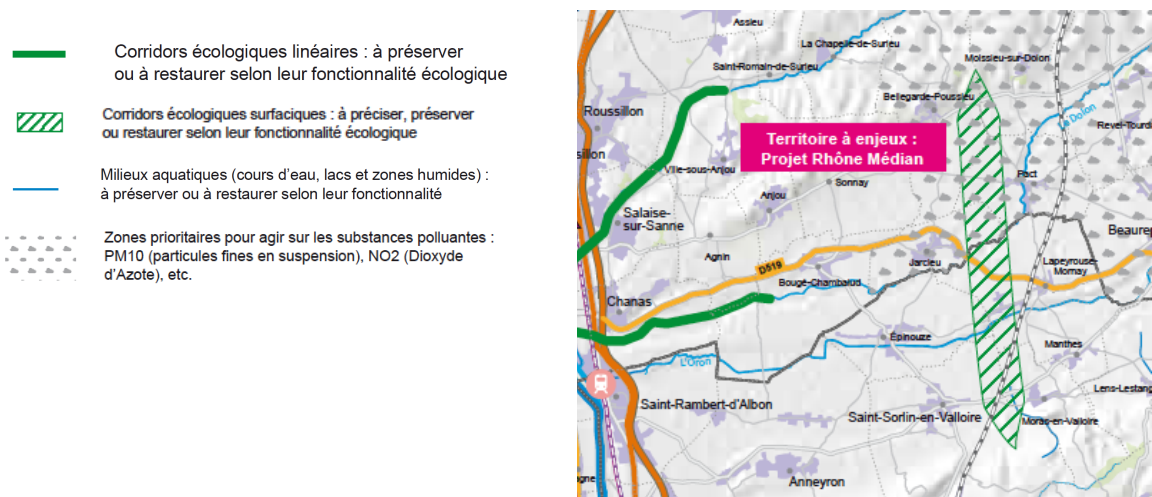 Corridors écologiques linéaires : à préserver
ou à restaurer selon leur fonctionnalité écologique
Corridors écologiques surfaciques : à préciser, préserver
ou restaurer selon leur fonctionnalité écologique
Milieux aquatiques (cours d'eau, lacs et zones humides) :
à préserver ou à restaurer selon leur fonctionnalité
Zones prioritaires pour agir sur les substances polluantes :
PM10 (particules fines en suspension), NO2 (Dioxyde
d'Azote), etc.
Assieu
La Chapelle-de-Surieu
Saint-Romain-de-Surieu
Moissieu-sur-Dolon
Bellegarde-Poussieu
Roussillon
Le Dolon
Revel-Tourdi
Territoire à enjeux :
Projet Rhône Médian
sillon
Ville-sous-Anjou
Sonnay
Pact
Anjou
Salaise-
sur-Sanne
Beaurep
Agnin
D519
Jarcieu
Lapeyrouse-
Mornay
Bougé-Chambalud
Chanas
Épinouze
Manthes
L'Oron
Lens-Lestang
Saint-Rambert-d'Albon
Saint-Sorlin-en-Valloire
Moras-en-Valloire
Anneyron
gne